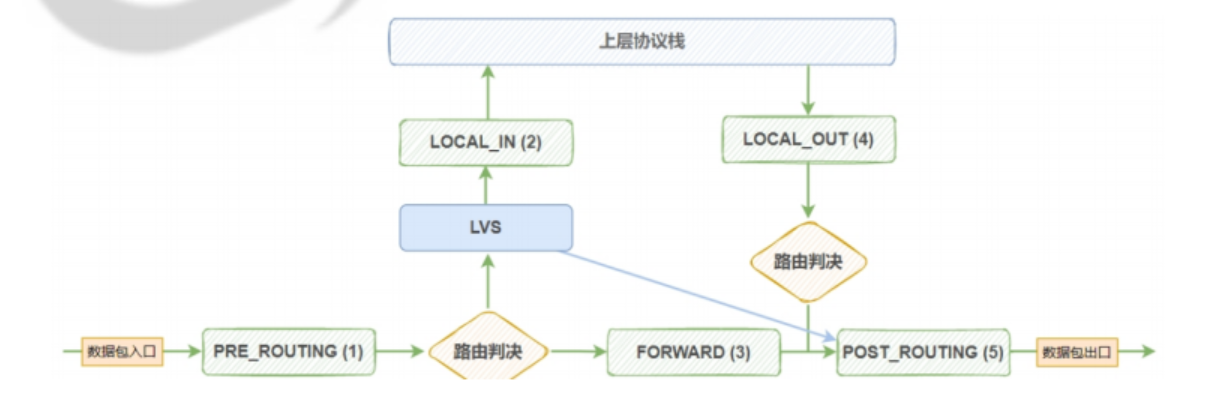 上层协议栈
LOCAL_IN (2)
LOCAL_OUT (4)
LVS
路由判决
数据包入口
PRE_ROUTING (1)
路由判决
FORWARD (3)
POST_ROUTING (5)
数据包出口